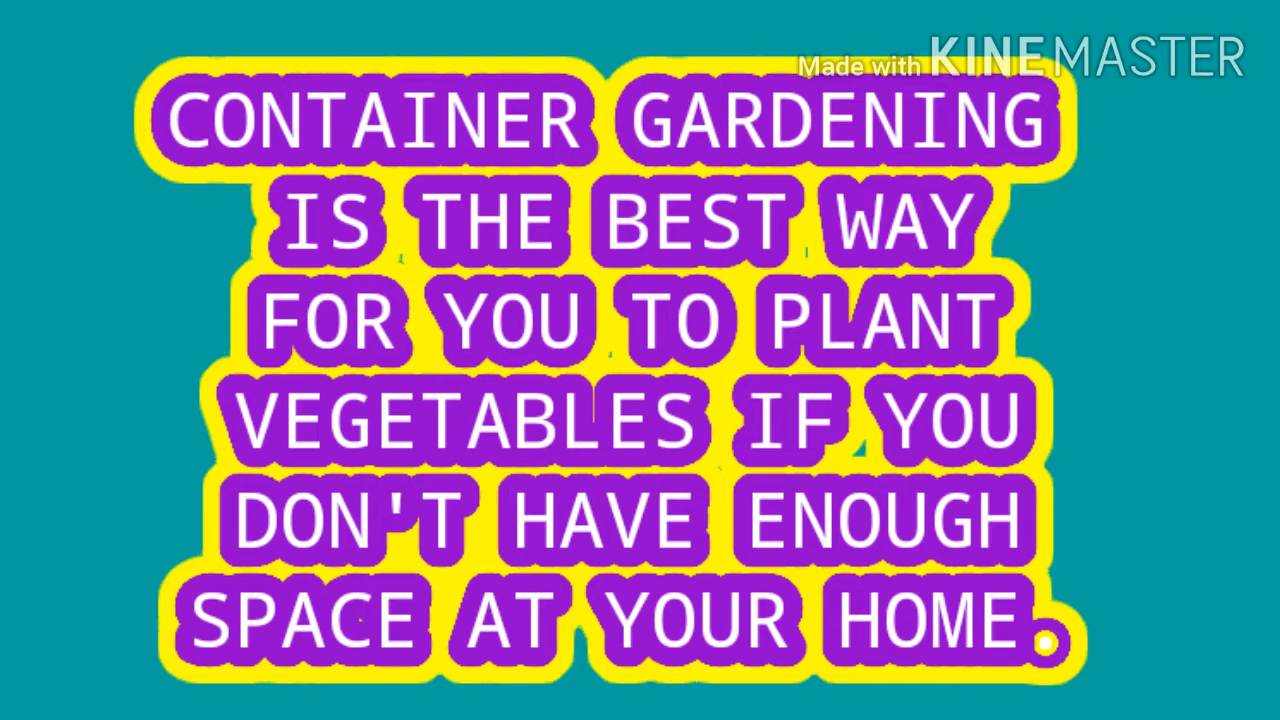 Made with KINEMASTER
CONTAINER GARDENING
IS THE BEST WAY
FOR YOU TO PLANT
VEGETABLES IF YOU
DON'T HAVE ENOUGH
SPACE AT YOUR HOME.